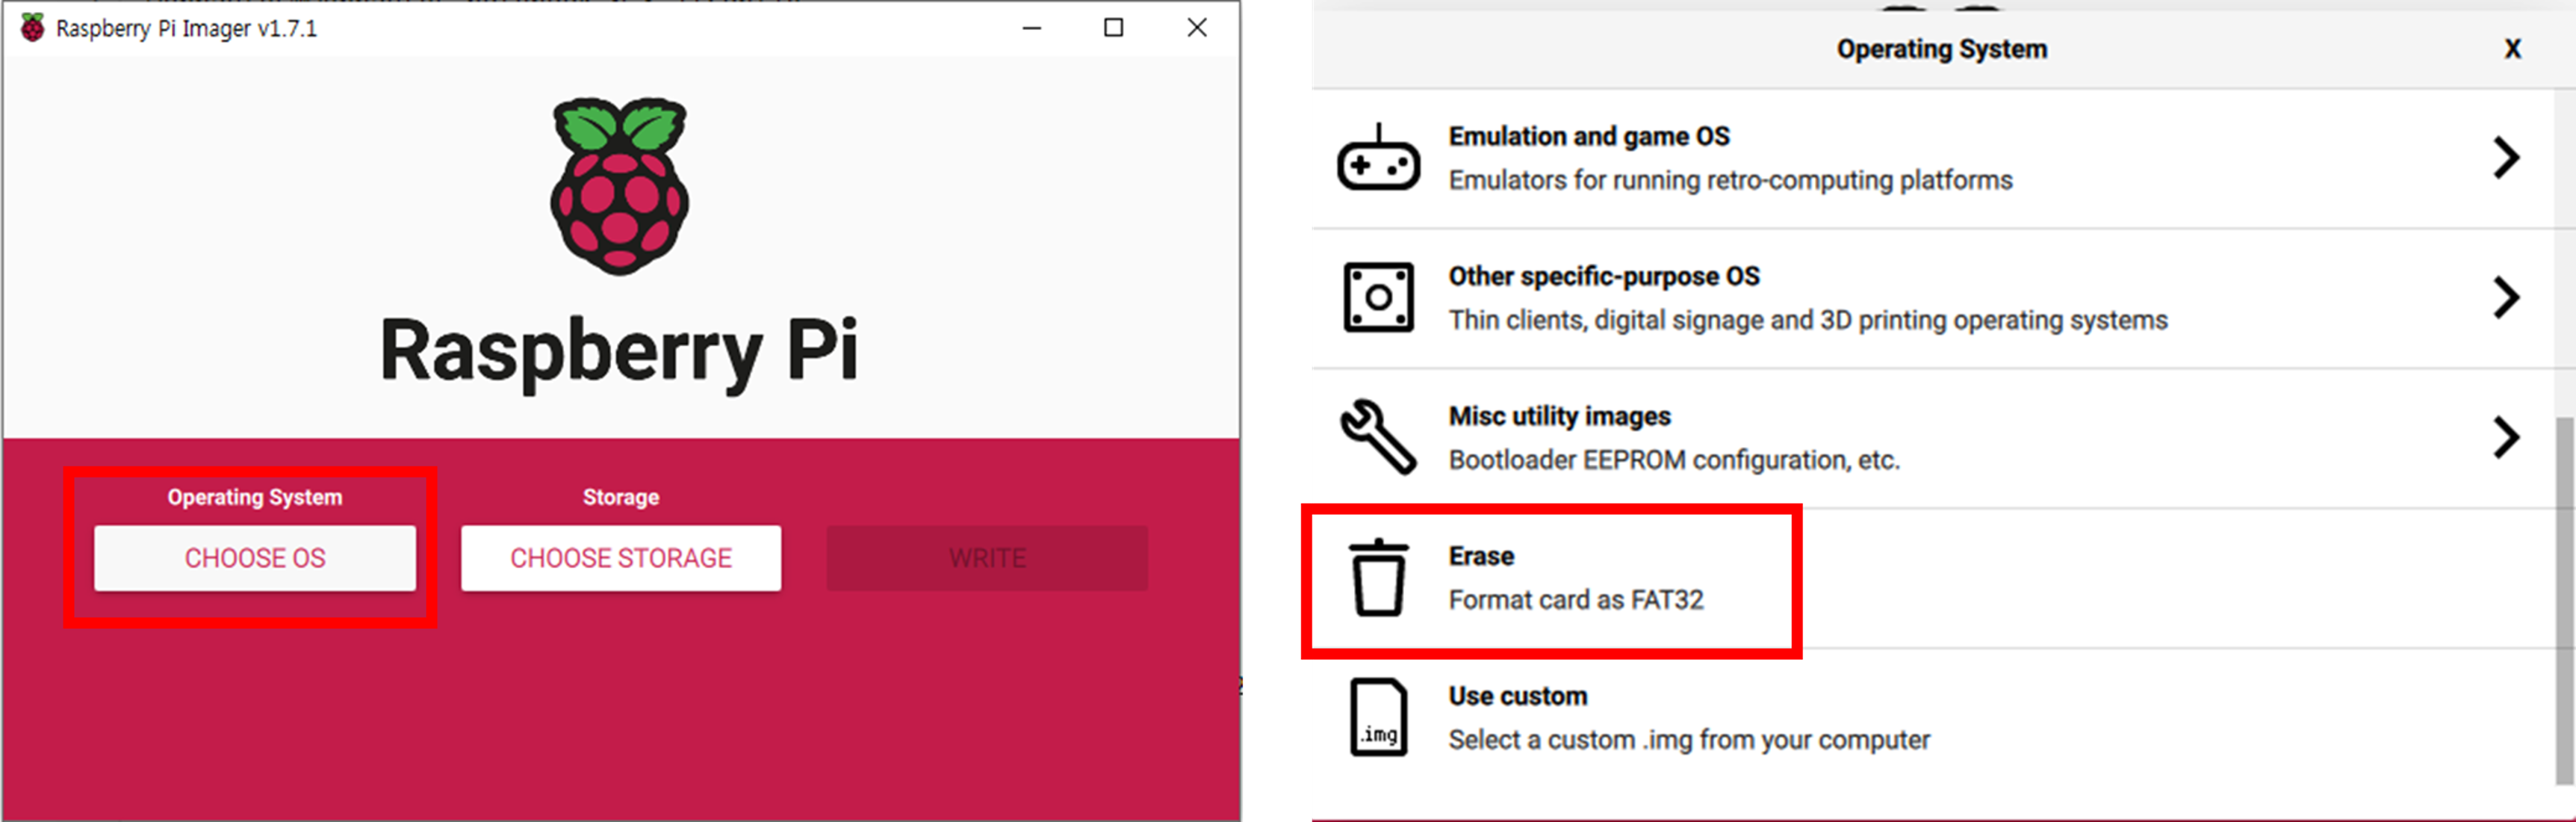 Raspberry Pi Imager v1.7.1
Raspberry Pi
Operating System
CHOOSE OS
Storage
CHOOSE STORAGE
WRITE
Operating System
X
Emulation and game OS
Emulators for running retro-computing platforms
Other specific-purpose OS
Thin clients, digital signage and 3D printing operating systems
Misc utility images
Bootloader EEPROM configuration, etc.
Erase
Format card as FAT32
Use custom
.img
Select a custom .img from your computer